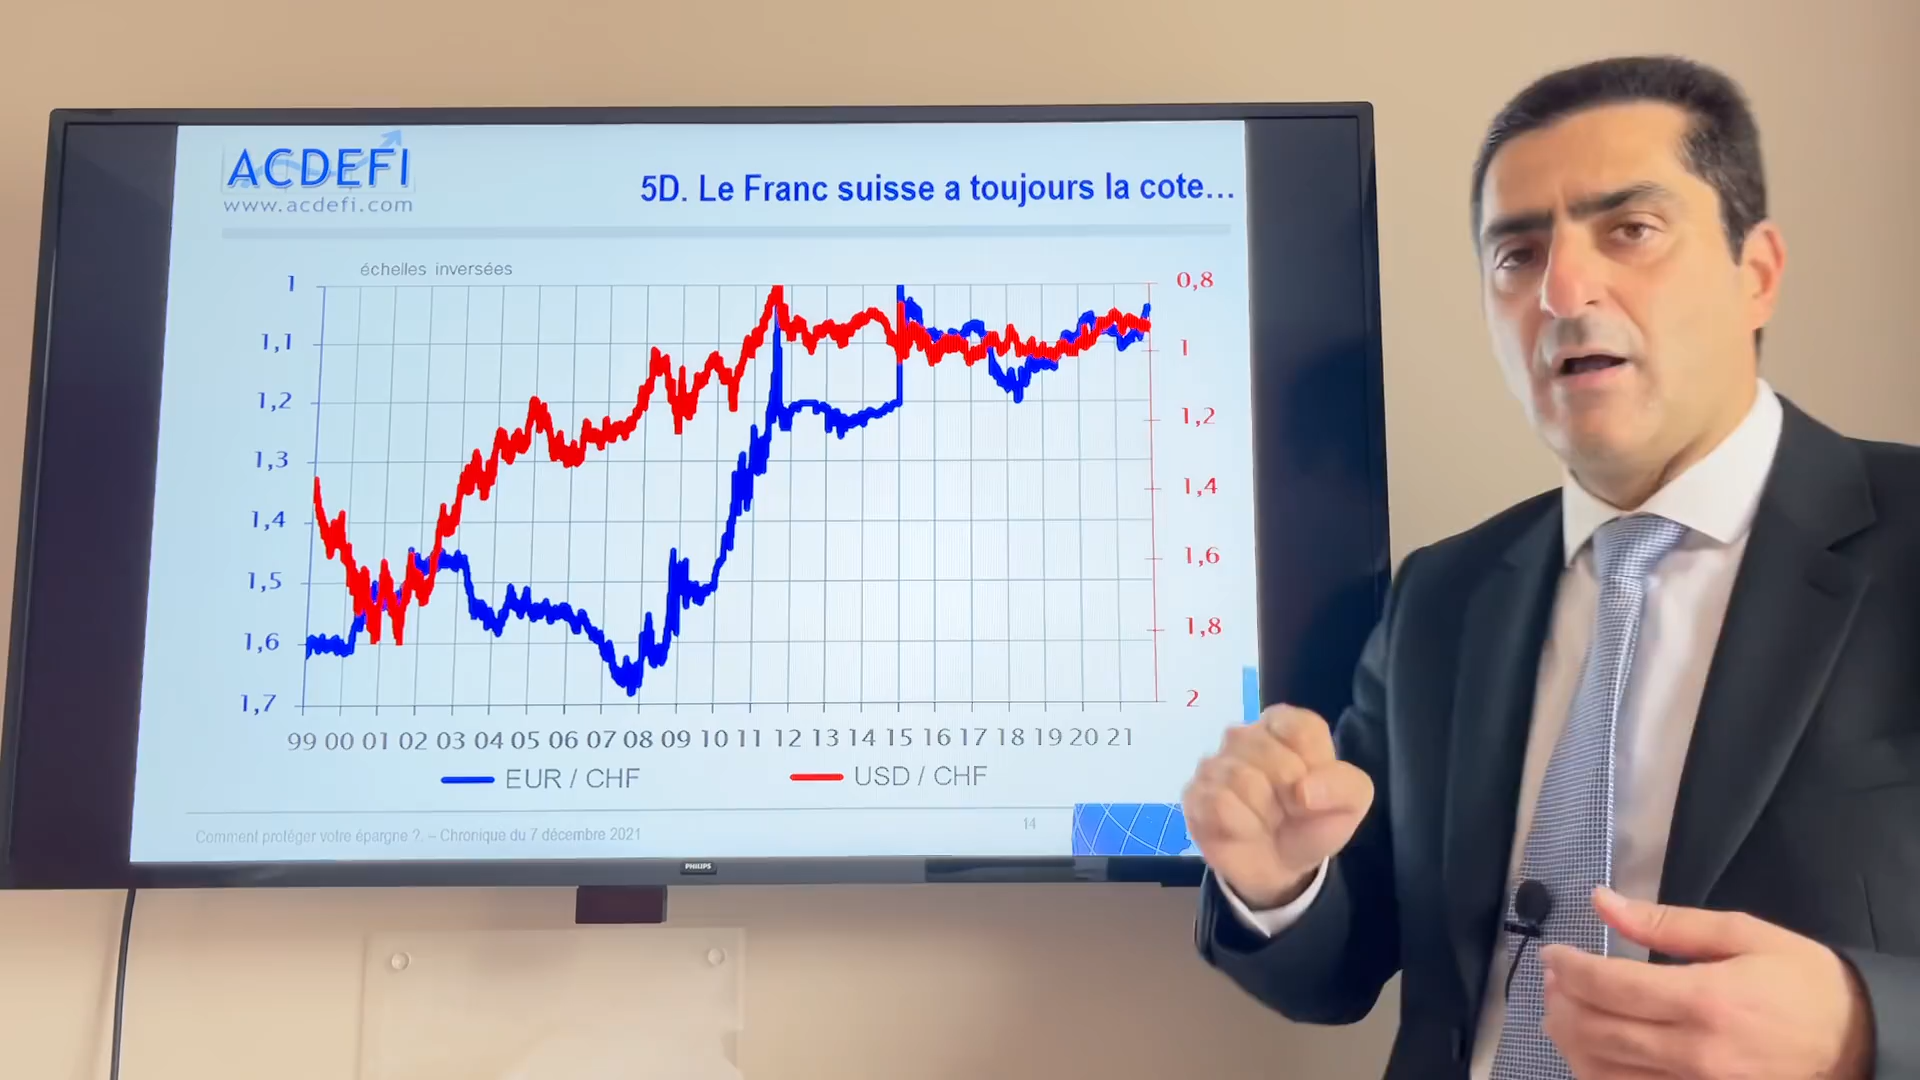 ACDEFI
www.acdefi.com
5D. Le Franc suisse a toujours la cote...
échelles inversées
1
1,1
1,2
1,3
1,4
1,5
1,6
1,7
0,8
1
1,2
1,4
1,6
1,8
2
99 00 01 02 03 04 05 06 07 08 09 10 11 12 13 14 15 16 17 18 19 20 21
EUR / CHF
USD / CHF
Comment protéger votre épargne ?. – Chronique du 7 décembre 2021
14
PHILIPS